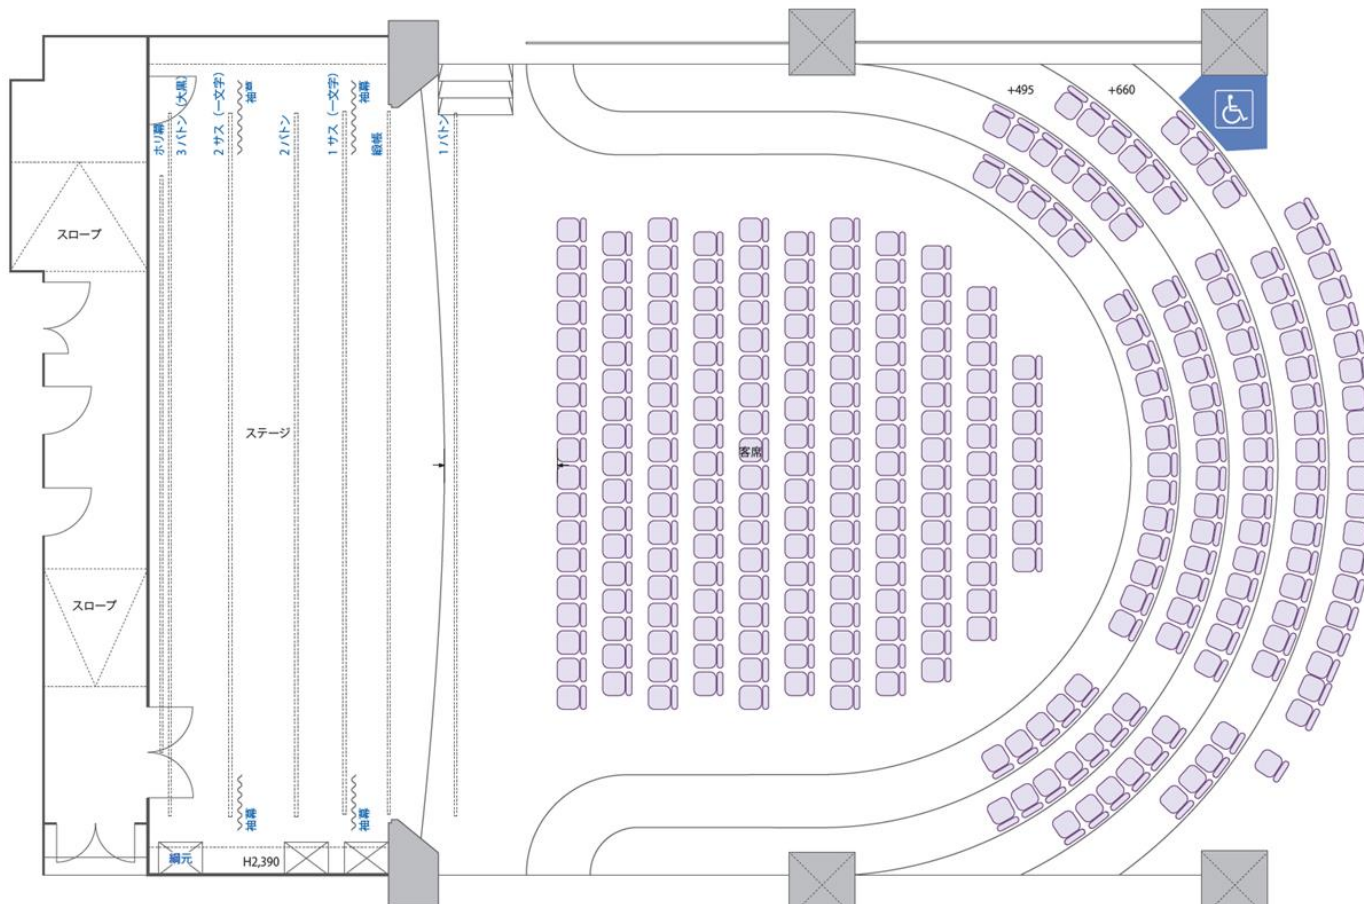 ホリ幕
3 バトン（大黒）
2 サス（一文字）
袖幕
2 バトン
1 サス（一文字）
袖幕
緞帳
1 バトン
+495
+660
スロープ
ステージ
客席
スロープ
袖幕
袖幕
綱元
H2,390